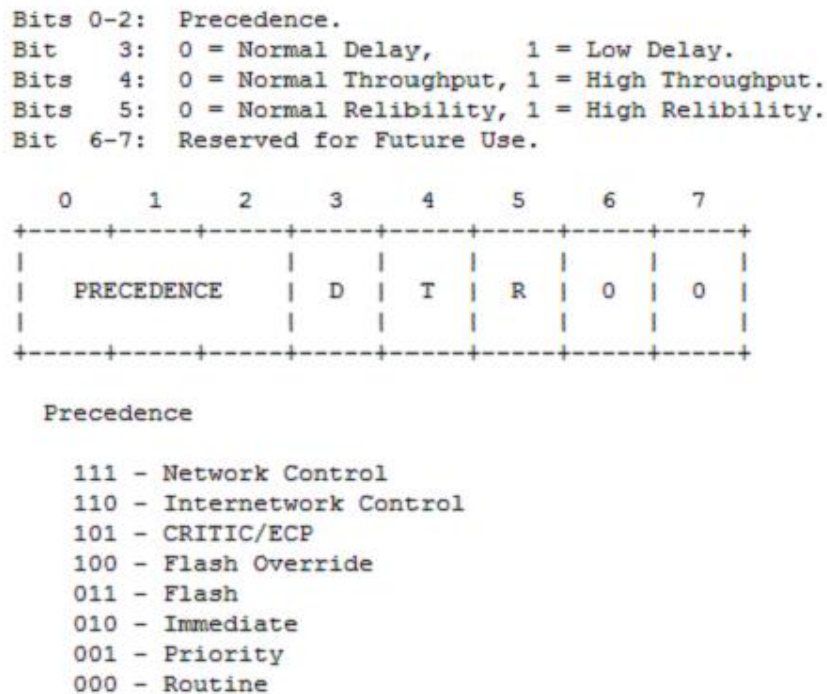 Bits 0-2:  Precedence.
Bit    3:  0 = Normal Delay,      1 = Low Delay.
Bits   4:  0 = Normal Throughput, 1 = High Throughput.
Bits   5:  0 = Normal Relibility, 1 = High Relibility.
Bit  6-7:  Reserved for Future Use.
   0     1     2     3     4     5     6     7
+-----+-----+-----+-----+-----+-----+-----+-----+
|                 |     |     |     |     |     |
|   PRECEDENCE    |  D  |  T  |  R  |  0  |  0  |
|                 |     |     |     |     |     |
+-----+-----+-----+-----+-----+-----+-----+-----+
Precedence
111 - Network Control
110 - Internetwork Control
101 - CRITIC/ECP
100 - Flash Override
011 - Flash
010 - Immediate
001 - Priority
000 - Routine